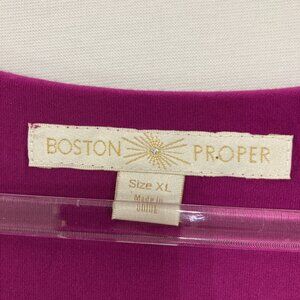 BOSTON PROPER
Size XL
Made in